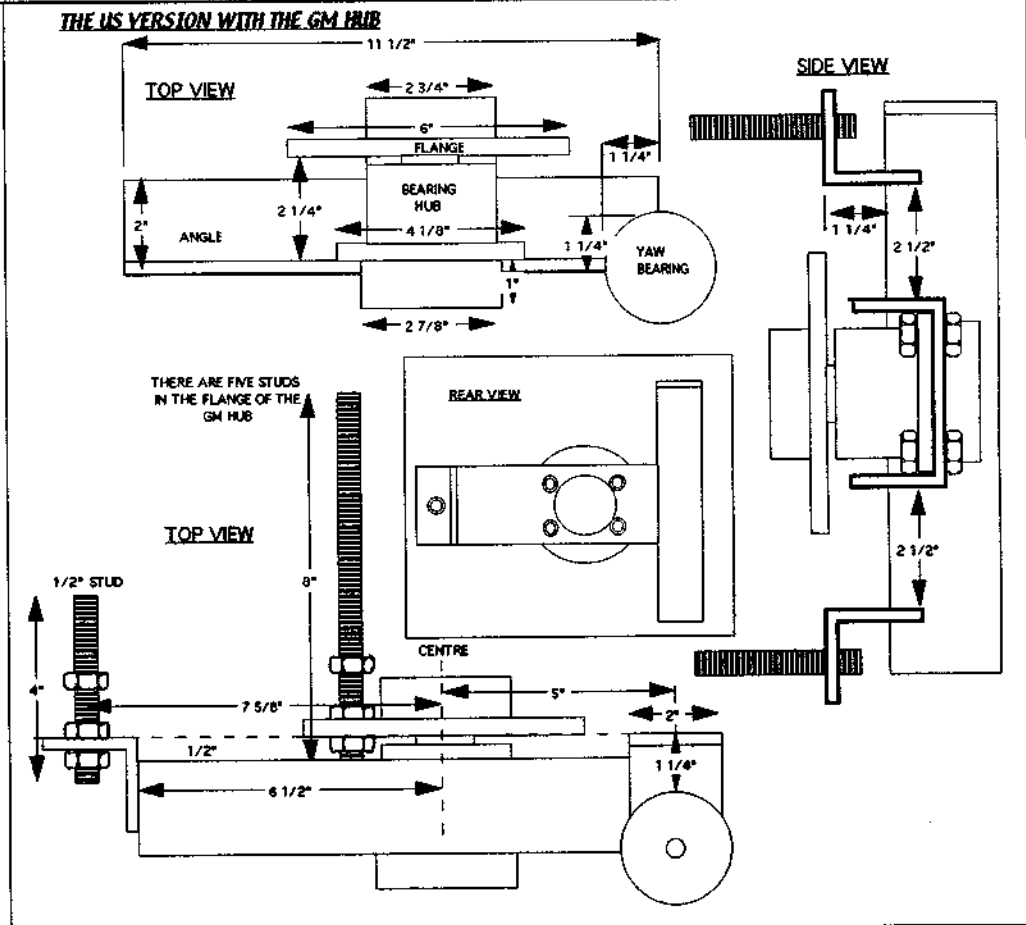 THE US VERSION WITH THE GM HUB
11 1/2"
TOP VIEW
SIDE VIEW
2 3/4"
6"
FLANGE
1 1/4"
BEARING
HUB
2"
2 1/4"
ANGLE
4 1/8"
1 1/4"
YAW
BEARING
1"
2 7/8"
1 1/4"
2 1/2"
THERE ARE FIVE STUDS
IN THE FLANGE OF THE
GM HUB
REAR VIEW
TOP VIEW
8"
2 1/2"
1/2" STUD
4"
CENTRE
7 5/8"
5"
2"
1/2"
1 1/4"
6 1/2"